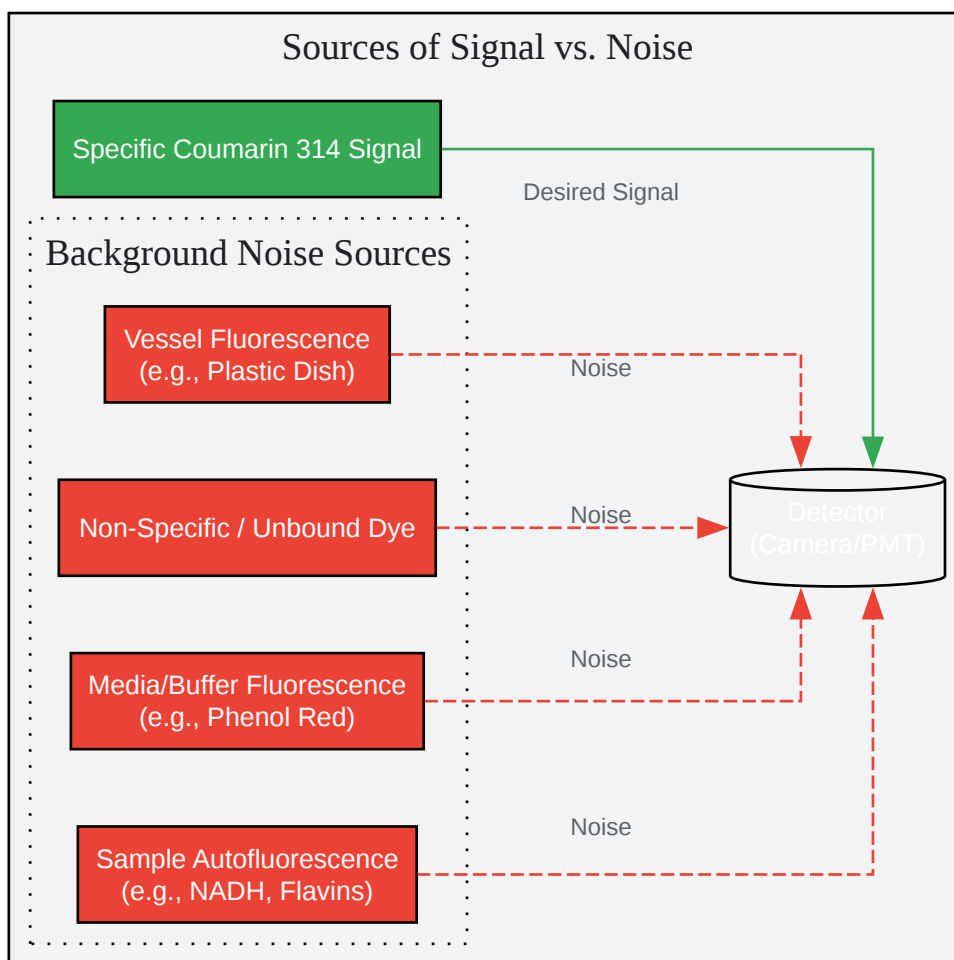 Sources of Signal vs. Noise
Specific Coumarin 314 Signal
Desired Signal
Background Noise Sources
Vessel Fluorescence
(e.g., Plastic Dish)
Noise
Non-Specific / Unbound Dye
Noise
Detector
(Camera/PMT)
Media/Buffer Fluorescence
(e.g., Phenol Red)
Noise
Sample Autofluorescence
(e.g., NADH, Flavins)
Noise